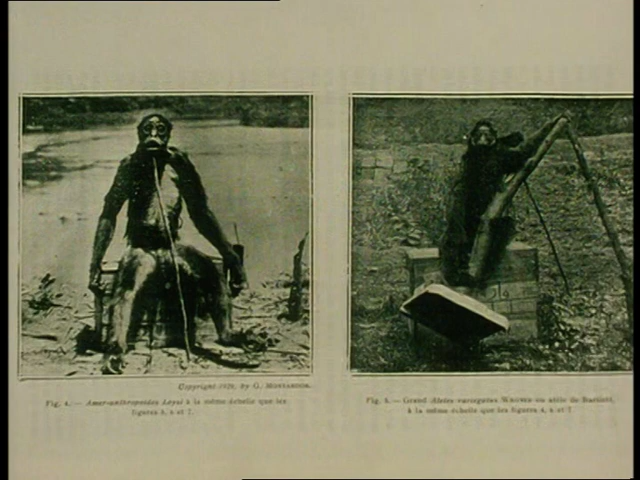 Copyright 1929, by G. MONTANDON.
Fig. 4. — Amer-anthropoides Loysi à la même échelle que les
figures 5, 6 et 7.
Fig. 5. — Grand Ateles variegatus WAGNER ou atèle de Bartlett,
à la même échelle que les figures 4, 6 et 7